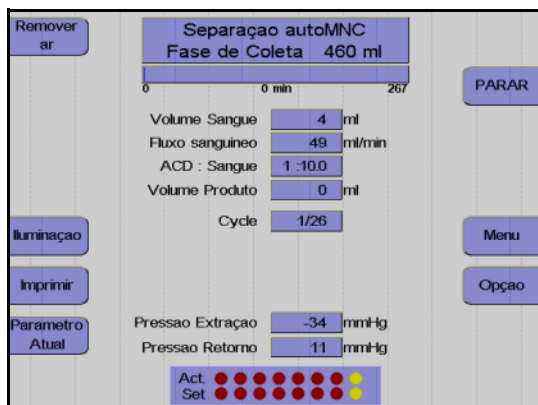 Remover
ar
Separaçao autoMNC
Fase de Coleta 460 ml
0 0 min 267
PARAR
Volume Sangue 4 ml
Fluxo sanguineo 49 ml/min
ACD : Sangue 1 :10.0
Volume Produto 0 ml
Cycle 1/26
Iluminaçao
Menu
Imprimir
Opçao
Parametro
Atual
Pressao Extraçao -34 mmHg
Pressao Retorno 11 mmHg
Act.
Set